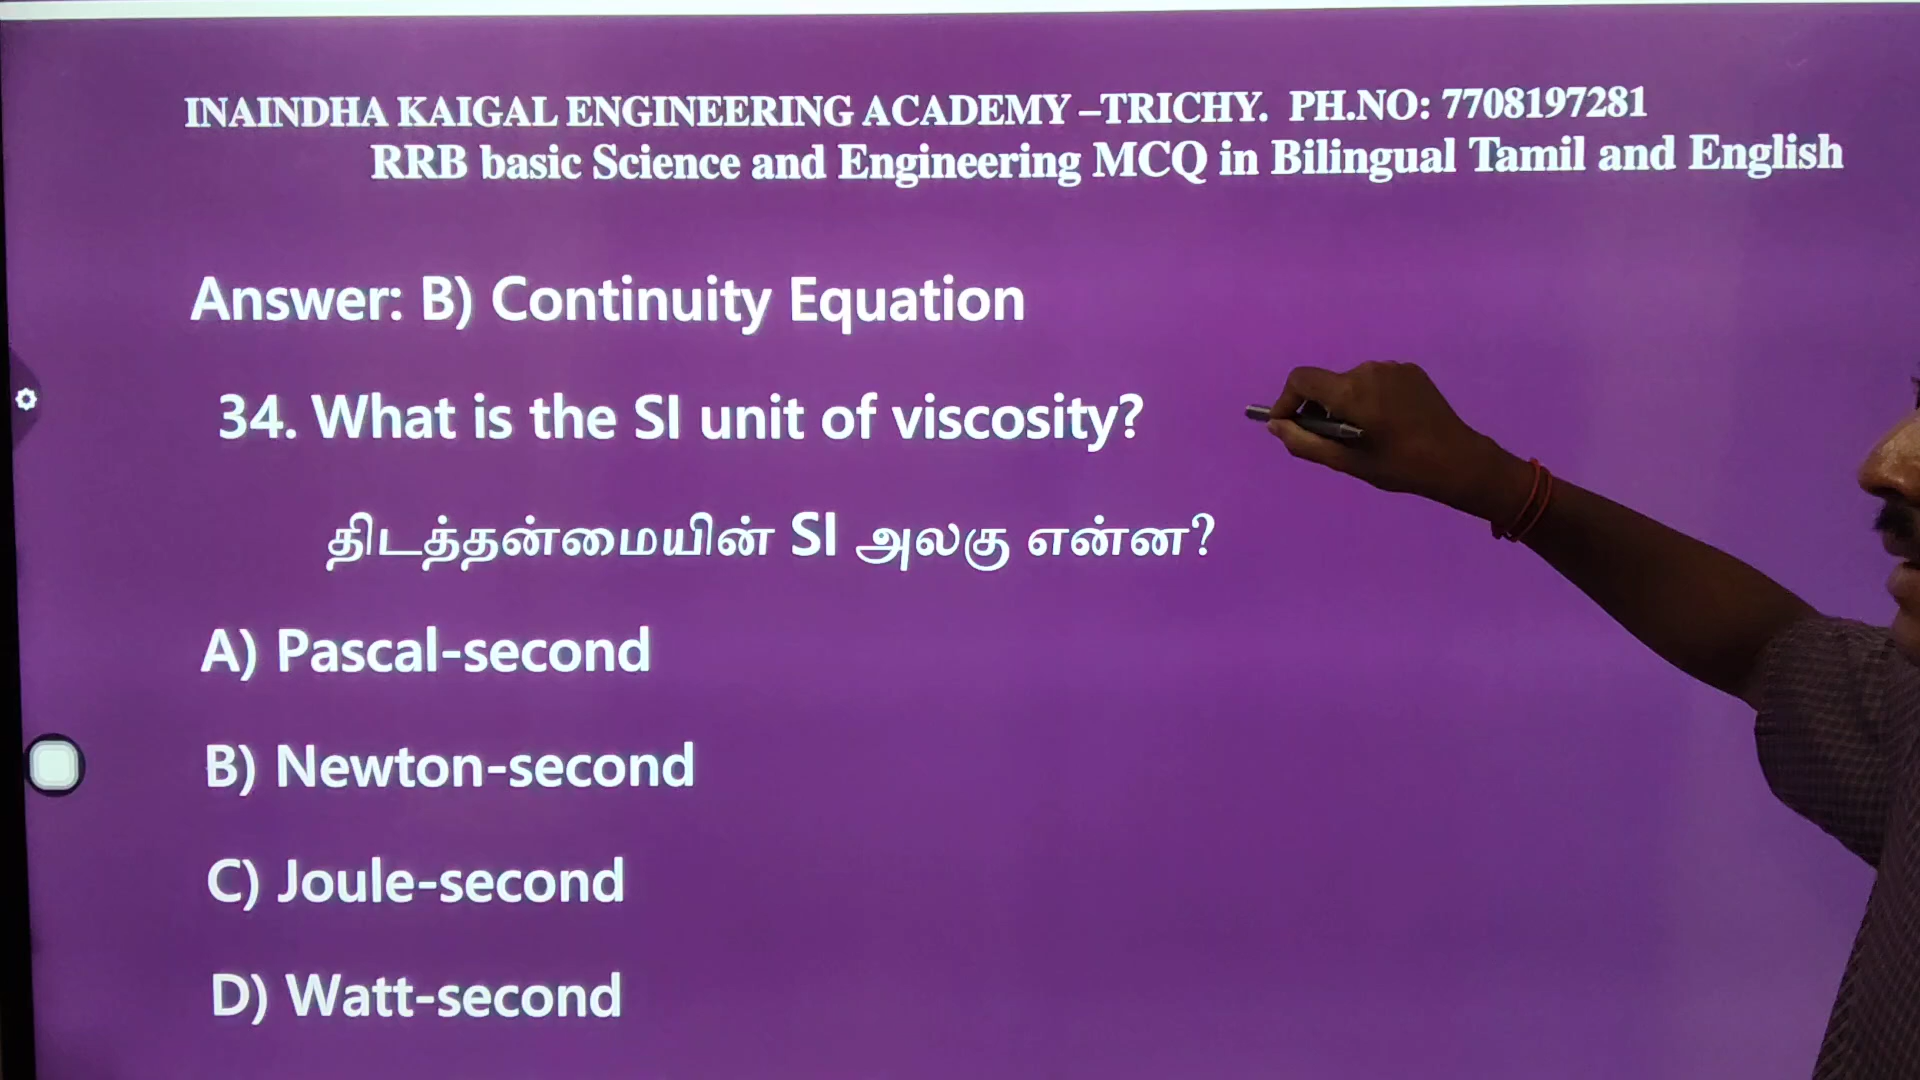 INAINDHA KAIGAL ENGINEERING ACADEMY –TRICHY. PH.NO: 7708197281
RRB basic Science and Engineering MCQ in Bilingual Tamil and English
Answer: B) Continuity Equation
34. What is the SI unit of viscosity?
திடத்தன்மையின் SI அலகு என்ன?
A) Pascal-second
B) Newton-second
C) Joule-second
D) Watt-second